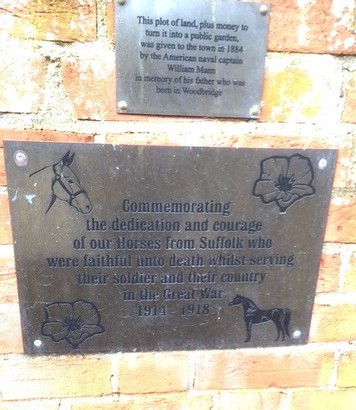 This plot of land, plus money to
turn it into a public garden,
was given to the town in 1884
by the American naval captain
William Mann
in memory of his father who was
born in Woodbridge
Commemorating
the dedication and courage
of our Horses from Suffolk who
were faithful unto death whilst serving
their soldier and their country
in the Great War
1914 - 1918